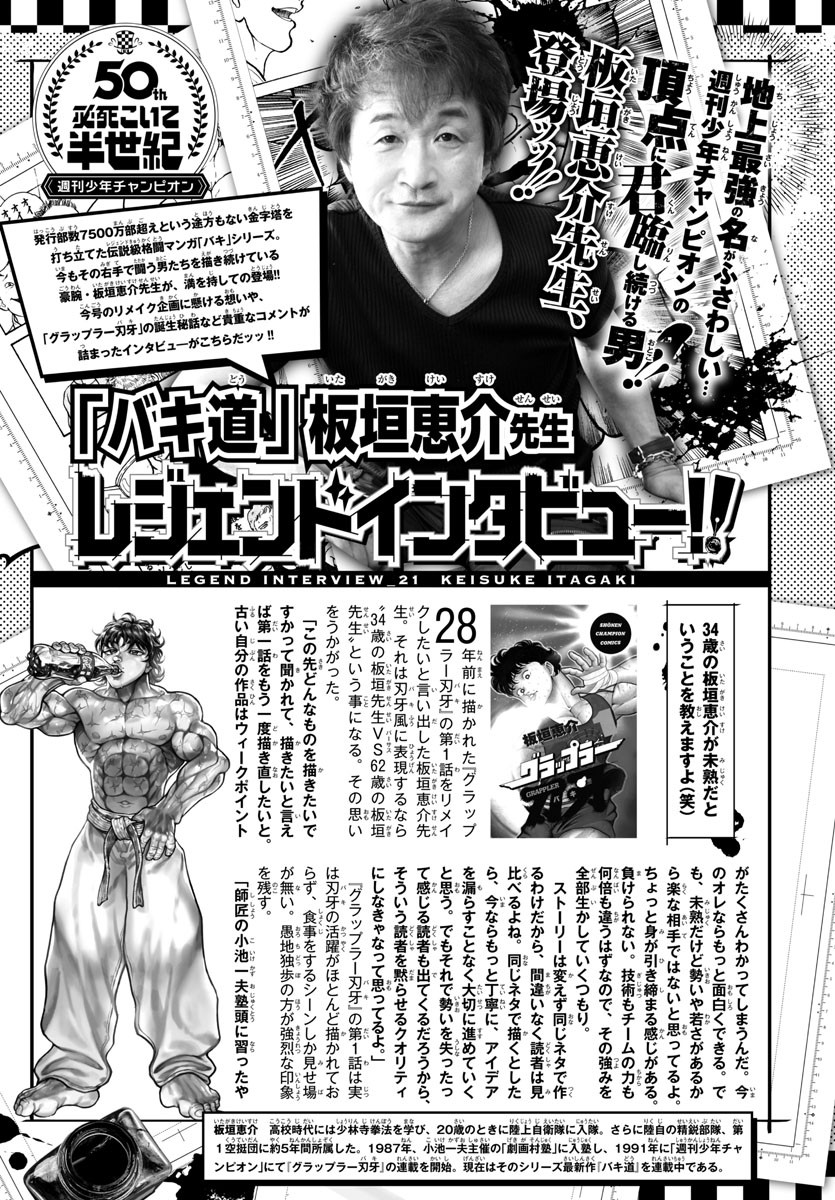 地上最強の名がふさわしい…
週刊少年チャンピオンの
頂点に君臨し続ける男!!
板垣恵介先生、
登場ッッ!!
50th
必死こいて
半世紀
週刊少年チャンピオン
発行部数7500万部超えという途方もない金字塔を
打ち立てた伝説級格闘マンガ「バキ」シリーズ。
今もその右手で闘う男たちを描き続けている
豪腕・板垣恵介先生が、満を持しての登場!!
今号のリメイク企画に懸ける想いや、
「グラップラー刃牙」の誕生秘話など貴重なコメントが
詰まったインタビューがこちらだッッ!!
「バキ道」板垣恵介先生
レジェンドインタビュー!!
LEGEND INTERVIEW_21 KEISUKE ITAGAKI
34歳の板垣恵介が未熟だと
いうことを教えますよ(笑)
SHŌNEN
CHAMPION
COMICS
板垣恵介
グラップラー
GRAPPLER
バキ
28年前に描かれた『グラップ
ラー刃牙』の第1話をリメイ
クしたいと言い出した板垣恵介先
生。それは刃牙風に表現するなら
“34歳の板垣先生VS62歳の板垣
先生”という事になる。その思い
をうかがった。
「この先どんなものを描きたいで
すかって聞かれて、描きたいと言え
ば第一話をもう一度描き直したいと。
古い自分の作品はウィークポイント
がたくさんわかってしまうんだ。今
のオレならもっと面白くできる。で
も、未熟だけど勢いや若さがあるか
ら楽な相手ではないと思ってるよ。
ちょっと身が引き締まる感じがある。
負けられない。技術もチームの力も
何倍も違うはずなので、その強みを
全部生かしていくつもり。
ストーリーは変えず同じネタで作
るわけだから、間違いなく読者は見
比べるよね。同じネタで描くとした
ら、今ならもっと丁寧に、アイデア
を漏らすことなく大切に進めていく
と思う。でもそれで勢いを失ったっ
て感じる読者も出てくるだろうから、
そういう読者を黙らせるクオリティ
にしなきゃなって思ってるよ。」
『グラップラー刃牙』の第1話は実
は刃牙の活躍がほとんど描かれてお
らず、食事をするシーンしか見せ場
が無い。愚地独歩の方が強烈な印象
を残す。
「師匠の小池一夫塾頭に習ったや
板垣恵介 高校時代には少林寺拳法を学び、20歳のときに陸上自衛隊に入隊。さらに陸自の精鋭部隊、第
1空挺団に約5年間所属した。1987年、小池一夫主催の「劇画村塾」に入塾し、1991年に「週刊少年チャ
ンピオン」にて『グラップラー刃牙』の連載を開始。現在はそのシリーズ最新作『バキ道』を連載中である。